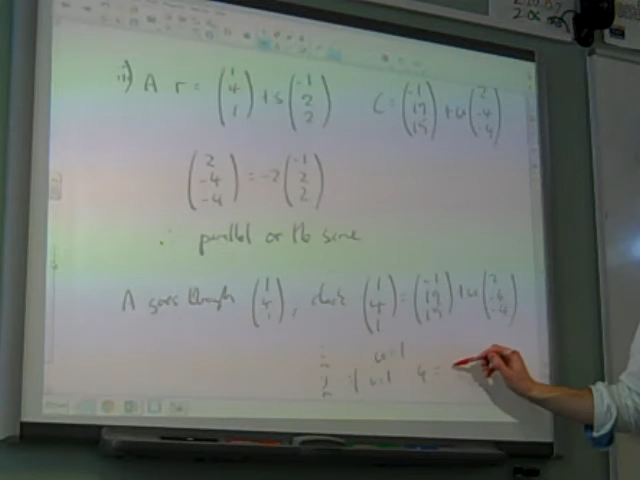 ii) A r = (1 4 1) + s (-1 2 2) C = (-1 17 15) + u (2 -4 -4)
(2 -4 -4) = -2 (-1 2 2)
∴ parallel or the same
A goes through (1 4 1), check (1 4 1) = (-1 17 15) + u (2 -4 -4)
i u=1
j if u=1 4 =